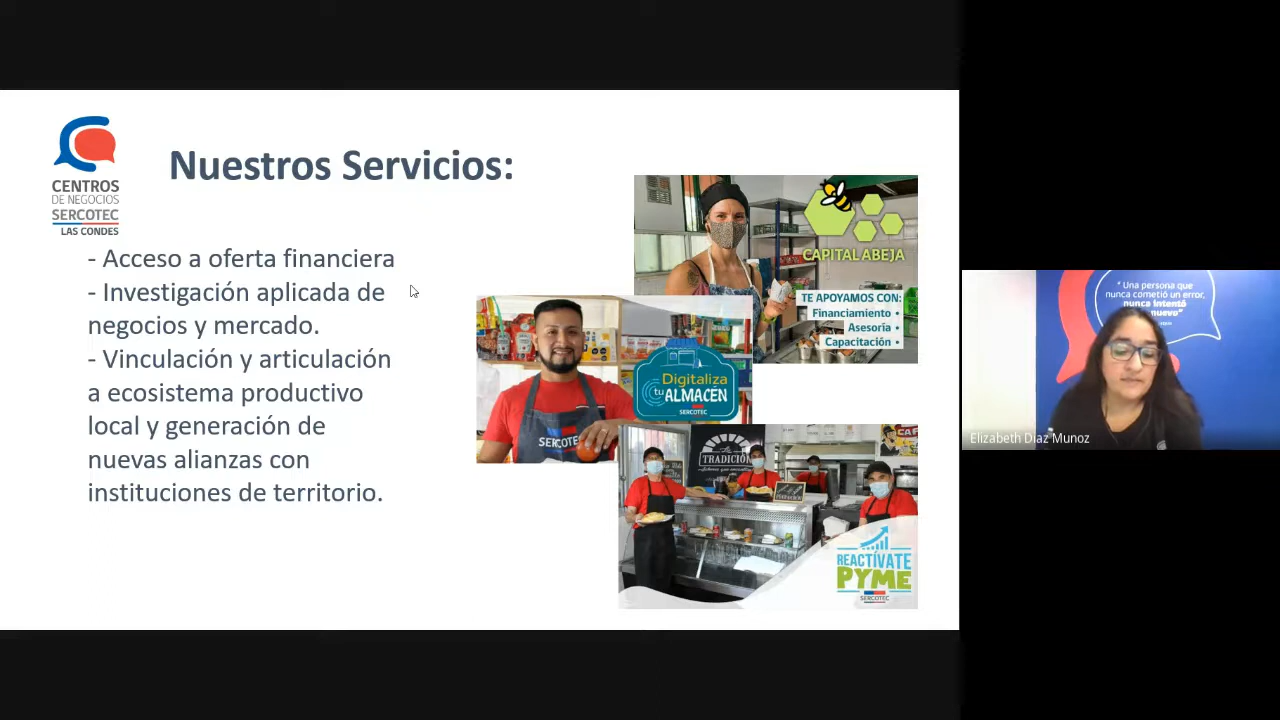 CENTROS
DE NEGOCIOS
SERCOTEC
LAS CONDES
Nuestros Servicios:
- Acceso a oferta financiera
- Investigación aplicada de
negocios y mercado.
- Vinculación y articulación
a ecosistema productivo
local y generación de
nuevas alianzas con
instituciones de territorio.
CAPITAL ABEJA
TE APOYAMOS CON:
Financiamiento •
Asesoría •
Capacitación •
SERCOTEC
Digitaliza
tu ALMACÉN
SERCOTEC
TRADICIÓN
REACTÍVATE
PYME
SERCOTEC
" Una persona que
nunca cometió un error,
nunca intentó
Elizabeth Diaz Munoz